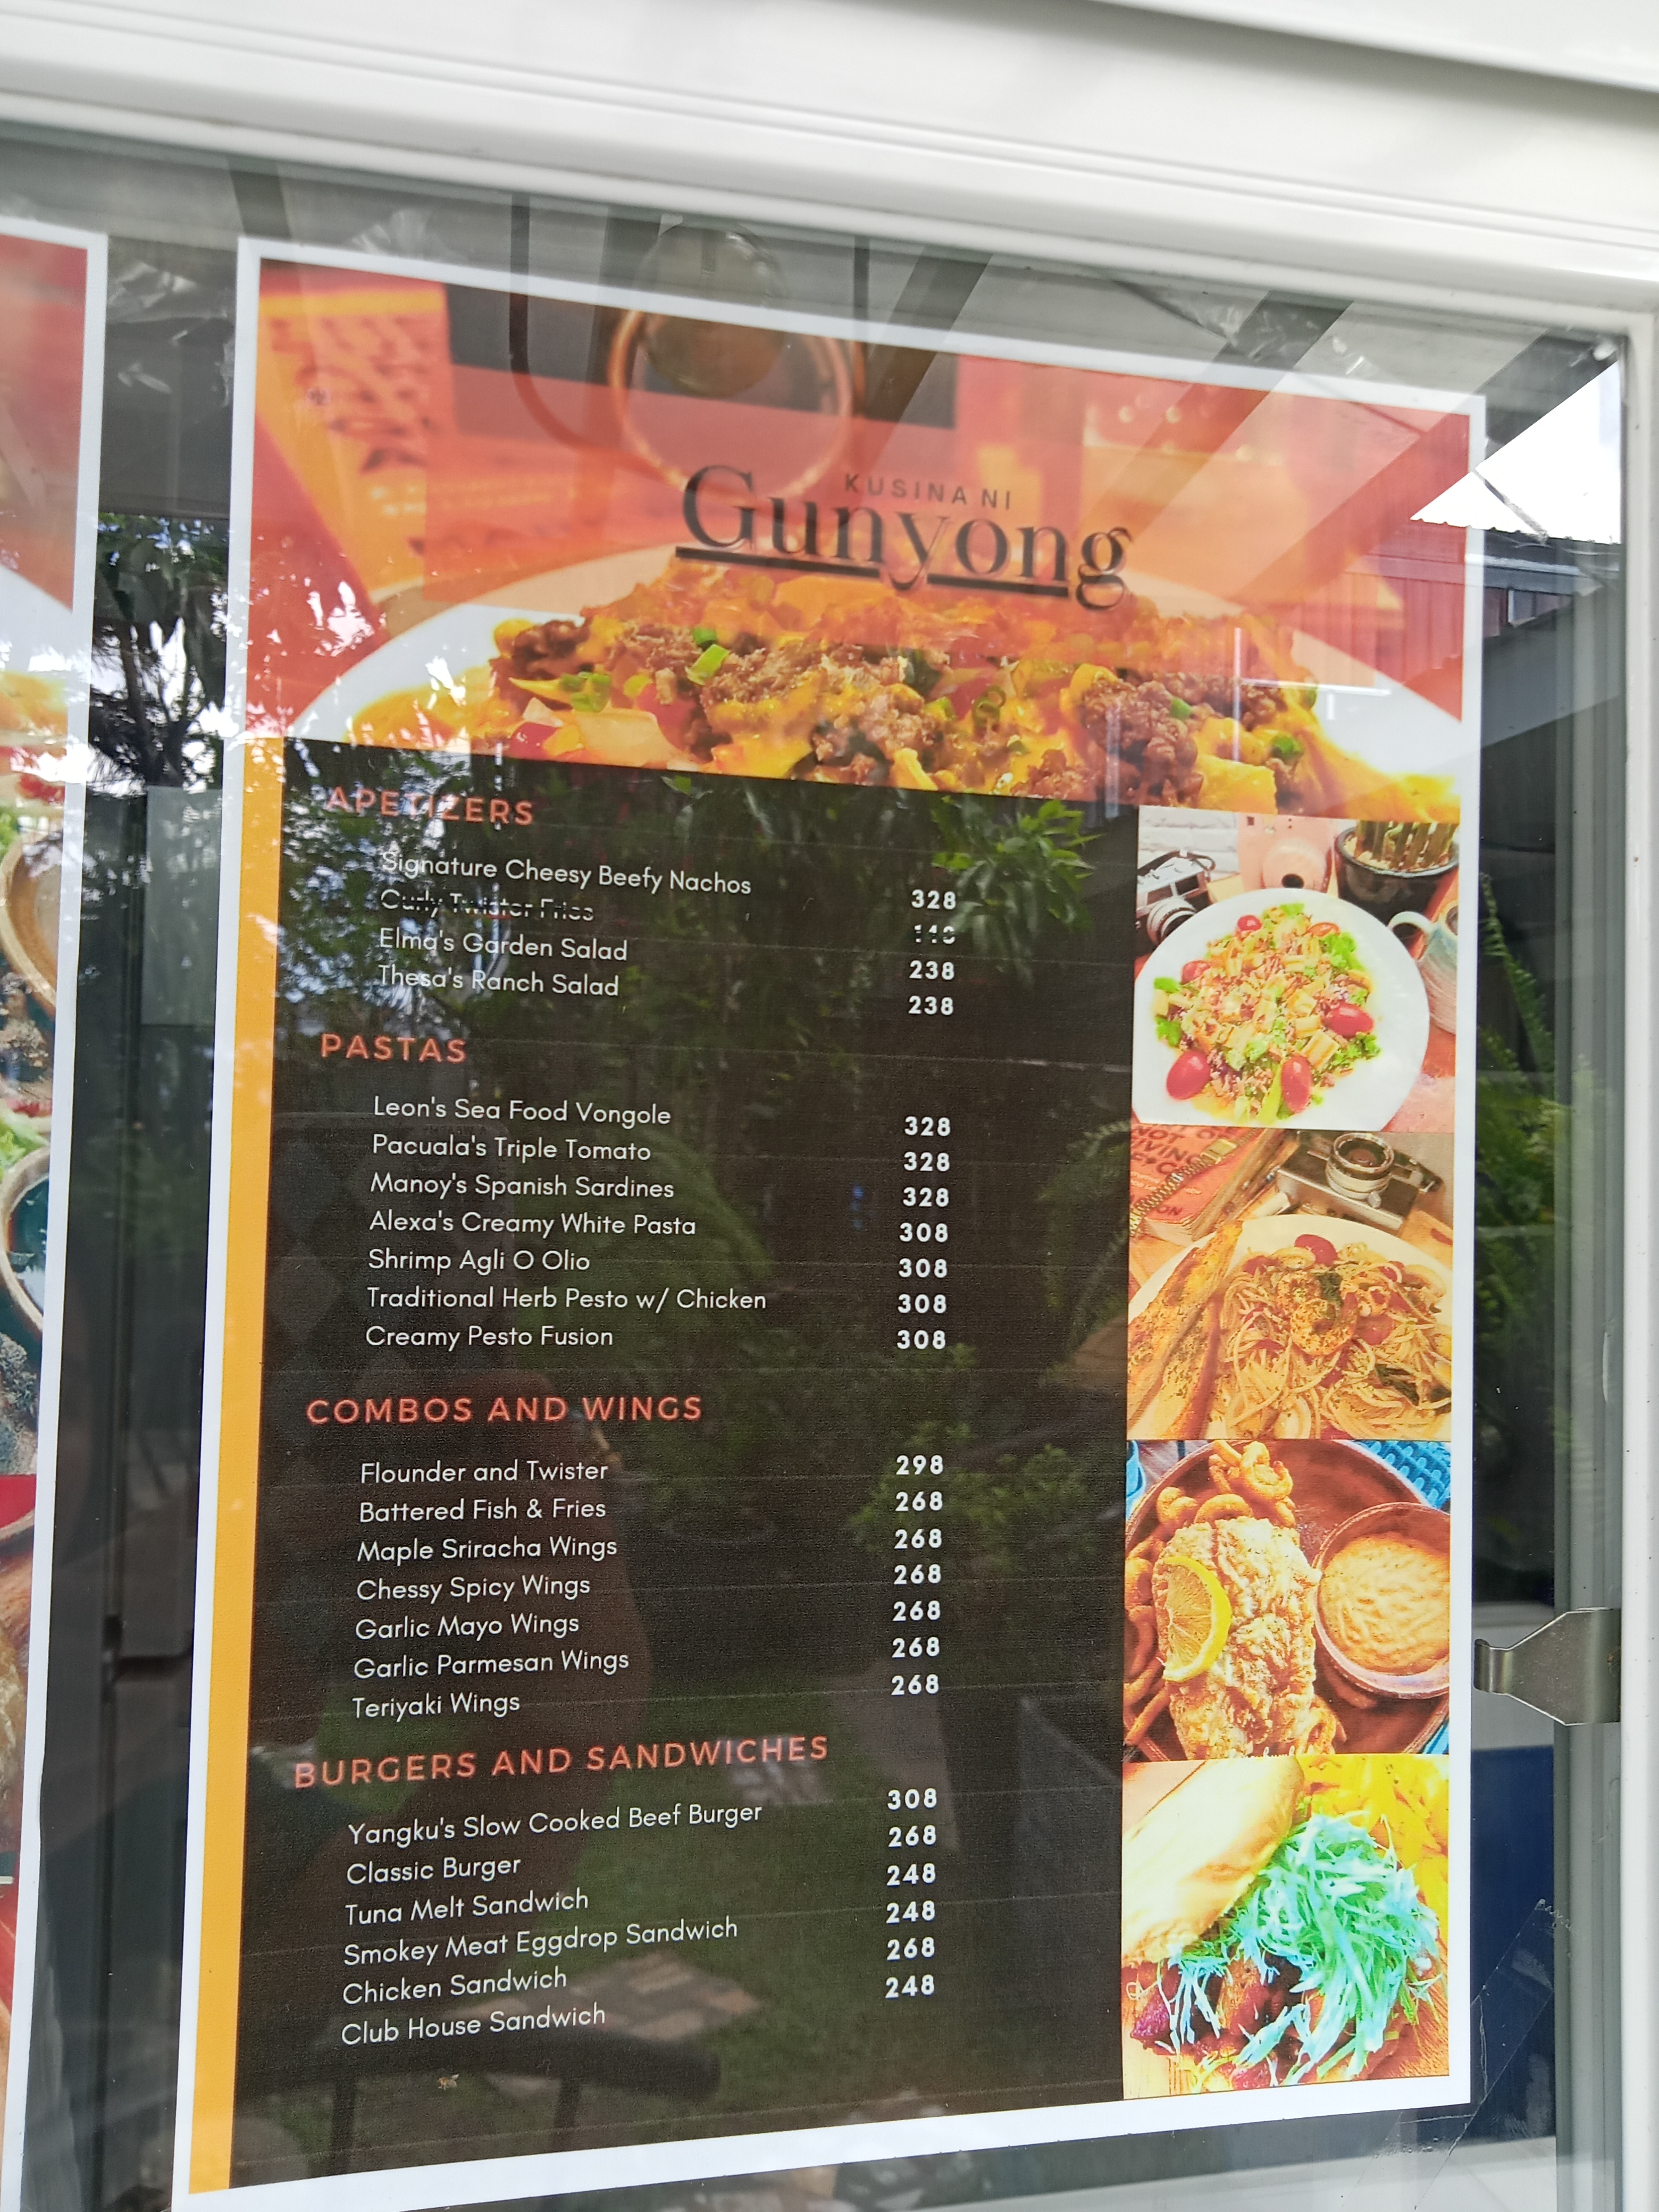 KUSINA NI
Gunyong
APETIZERS
Signature Cheesy Beefy Nachos 328
Curly Twister Fries
Elma's Garden Salad 238
Thesa's Ranch Salad 238
PASTAS
Leon's Sea Food Vongole 328
Pacuala's Triple Tomato 328
Manoy's Spanish Sardines 328
Alexa's Creamy White Pasta 308
Shrimp Agli O Olio 308
Traditional Herb Pesto w/ Chicken 308
Creamy Pesto Fusion 308
COMBOS AND WINGS
Flounder and Twister 298
Battered Fish & Fries 268
Maple Sriracha Wings 268
Chessy Spicy Wings 268
Garlic Mayo Wings 268
Garlic Parmesan Wings 268
Teriyaki Wings 268
BURGERS AND SANDWICHES
Yangku's Slow Cooked Beef Burger 308
Classic Burger 268
Tuna Melt Sandwich 248
Smokey Meat Eggdrop Sandwich 248
Chicken Sandwich 268
Club House Sandwich 248